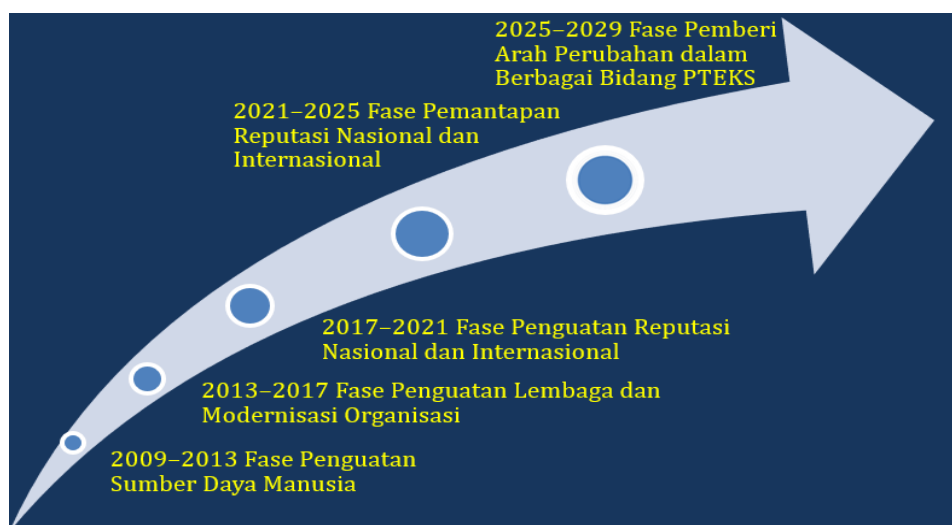 2025–2029 Fase Pemberi
Arah Perubahan dalam
Berbagai Bidang PTEKS
2021–2025 Fase Pemantapan
Reputasi Nasional dan
Internasional
2017–2021 Fase Penguatan Reputasi
Nasional dan Internasional
2013–2017 Fase Penguatan Lembaga dan
Modernisasi Organisasi
2009–2013 Fase Penguatan
Sumber Daya Manusia